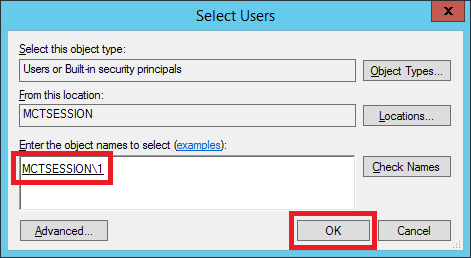 Select Users
X
Select this object type:
Users or Built-in security principals
Object Types...
From this location:
MCTSESSION
Locations...
Enter the object names to select (examples):
MCTSESSION\1
Check Names
Advanced...
OK
Cancel